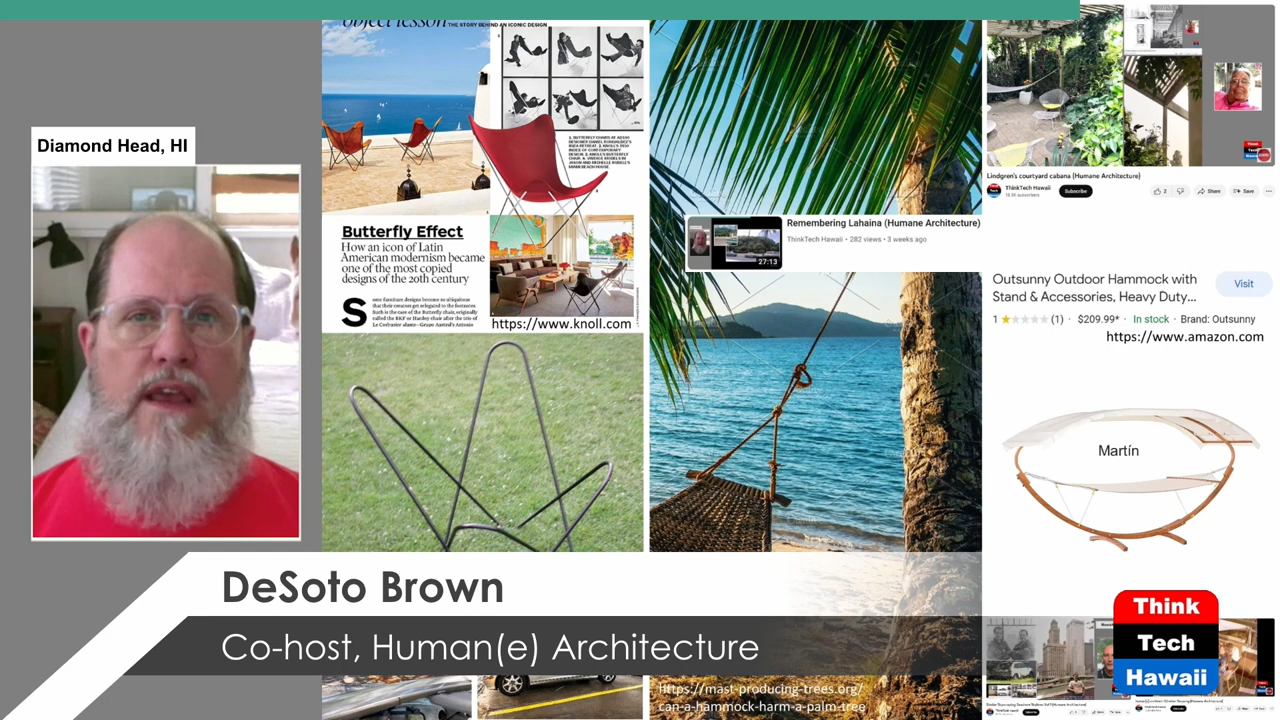 Diamond Head, HI
object lesson THE STORY BEHIND AN ICONIC DESIGN
Butterfly Effect
How an icon of Latin
American modernism became
one of the most copied
designs of the 20th century
https://www.knoll.com
Remembering Lahaina (Humane Architecture)
ThinkTech Hawaii • 282 views • 3 weeks ago
27:13
Lindgren's courtyard cabana (Humane Architecture)
ThinkTech Hawaii
Subscribe
2
Share
Save
Outsunny Outdoor Hammock with
Stand & Accessories, Heavy Duty...
Visit
1 (1) · $209.99* · In stock · Brand: Outsunny
https://www.amazon.com
Martín
DeSoto Brown
Co-host, Human(e) Architecture
Think
Tech
Hawaii
https://mast-producing-trees.org/
can-a-hammock-harm-a-palm-tree